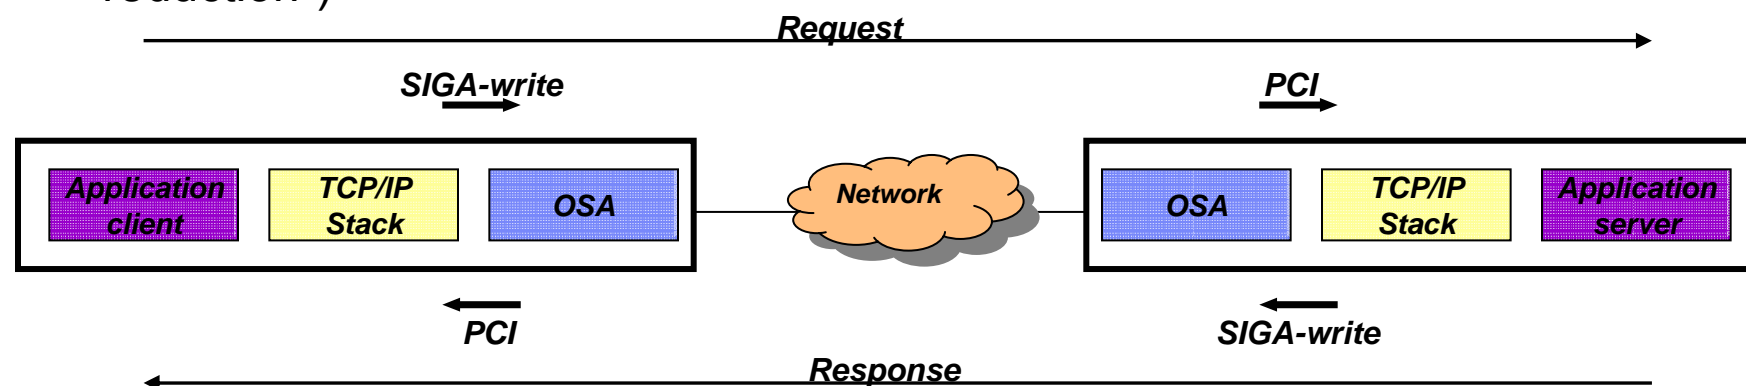 reduction")
Request
SIGA-write
PCI
Application
client
TCP/IP
Stack
OSA
Network
OSA
TCP/IP
Stack
Application
server
PCI
SIGA-write
Response